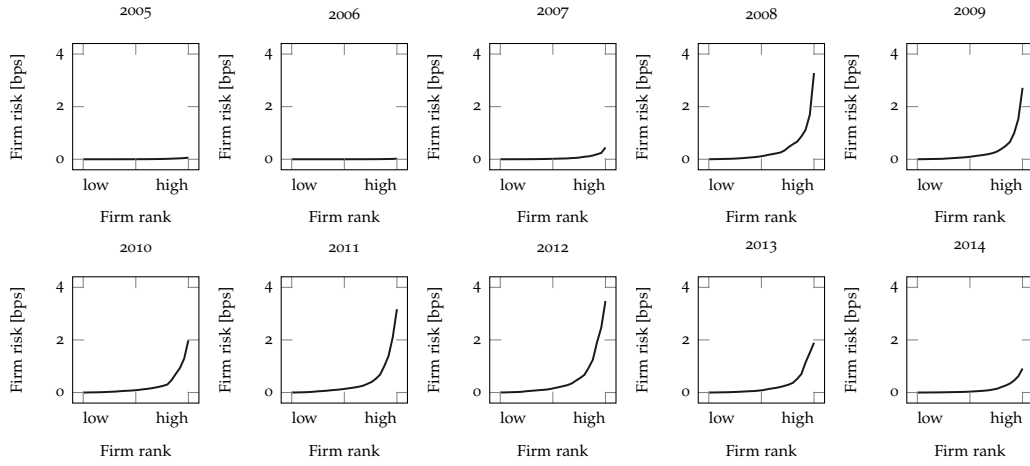 2005
Firm risk [bps]
4
2
0
low high
Firm rank
2006
Firm risk [bps]
4
2
0
low high
Firm rank
2007
Firm risk [bps]
4
2
0
low high
Firm rank
2008
Firm risk [bps]
4
2
0
low high
Firm rank
2009
Firm risk [bps]
4
2
0
low high
Firm rank
2010
Firm risk [bps]
4
2
0
low high
Firm rank
2011
Firm risk [bps]
4
2
0
low high
Firm rank
2012
Firm risk [bps]
4
2
0
low high
Firm rank
2013
Firm risk [bps]
4
2
0
low high
Firm rank
2014
Firm risk [bps]
4
2
0
low high
Firm rank